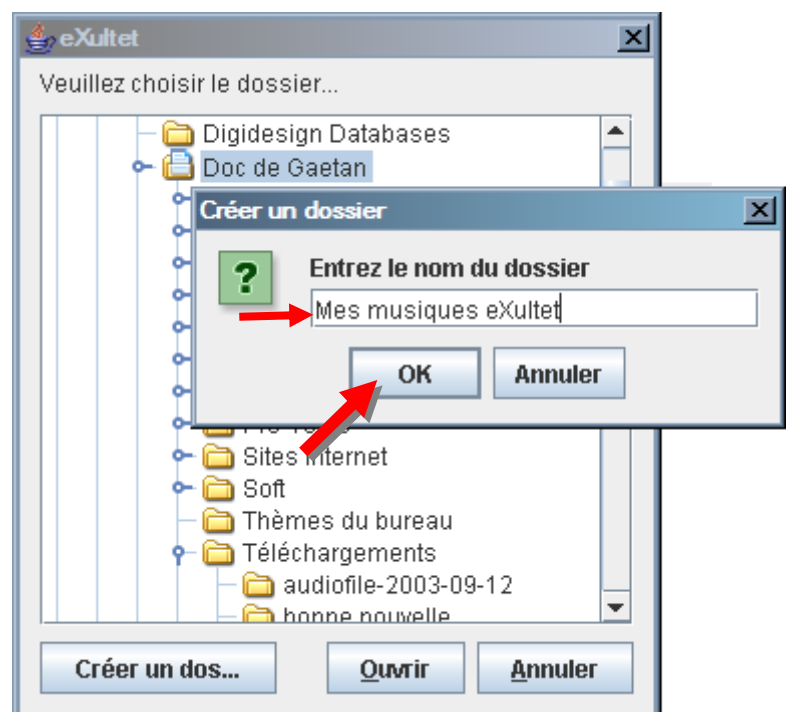 eXultet
Veuillez choisir le dossier...
Digidesign Databases
Doc de Gaetan
Créer un dossier
?
Entrez le nom du dossier
Mes musiques eXultet
OK Annuler
Sites Internet
Soft
Thèmes du bureau
Téléchargements
audiofile-2003-09-12
bonne nouvelle
Créer un dos... Ouvrir Annuler